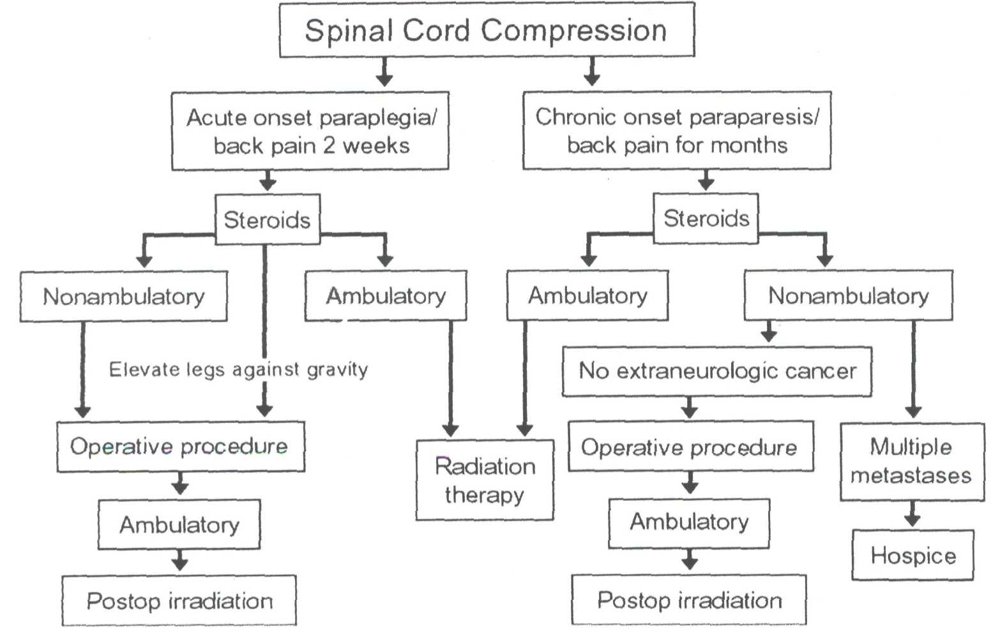 Spinal Cord Compression
Acute onset paraplegia/
back pain 2 weeks
Chronic onset paraparesis/
back pain for months
Steroids
Steroids
Nonambulatory
Ambulatory
Ambulatory
Nonambulatory
Elevate legs against gravity
No extraneurologic cancer
Operative procedure
Radiation
therapy
Operative procedure
Multiple
metastases
Ambulatory
Ambulatory
Hospice
Postop irradiation
Postop irradiation